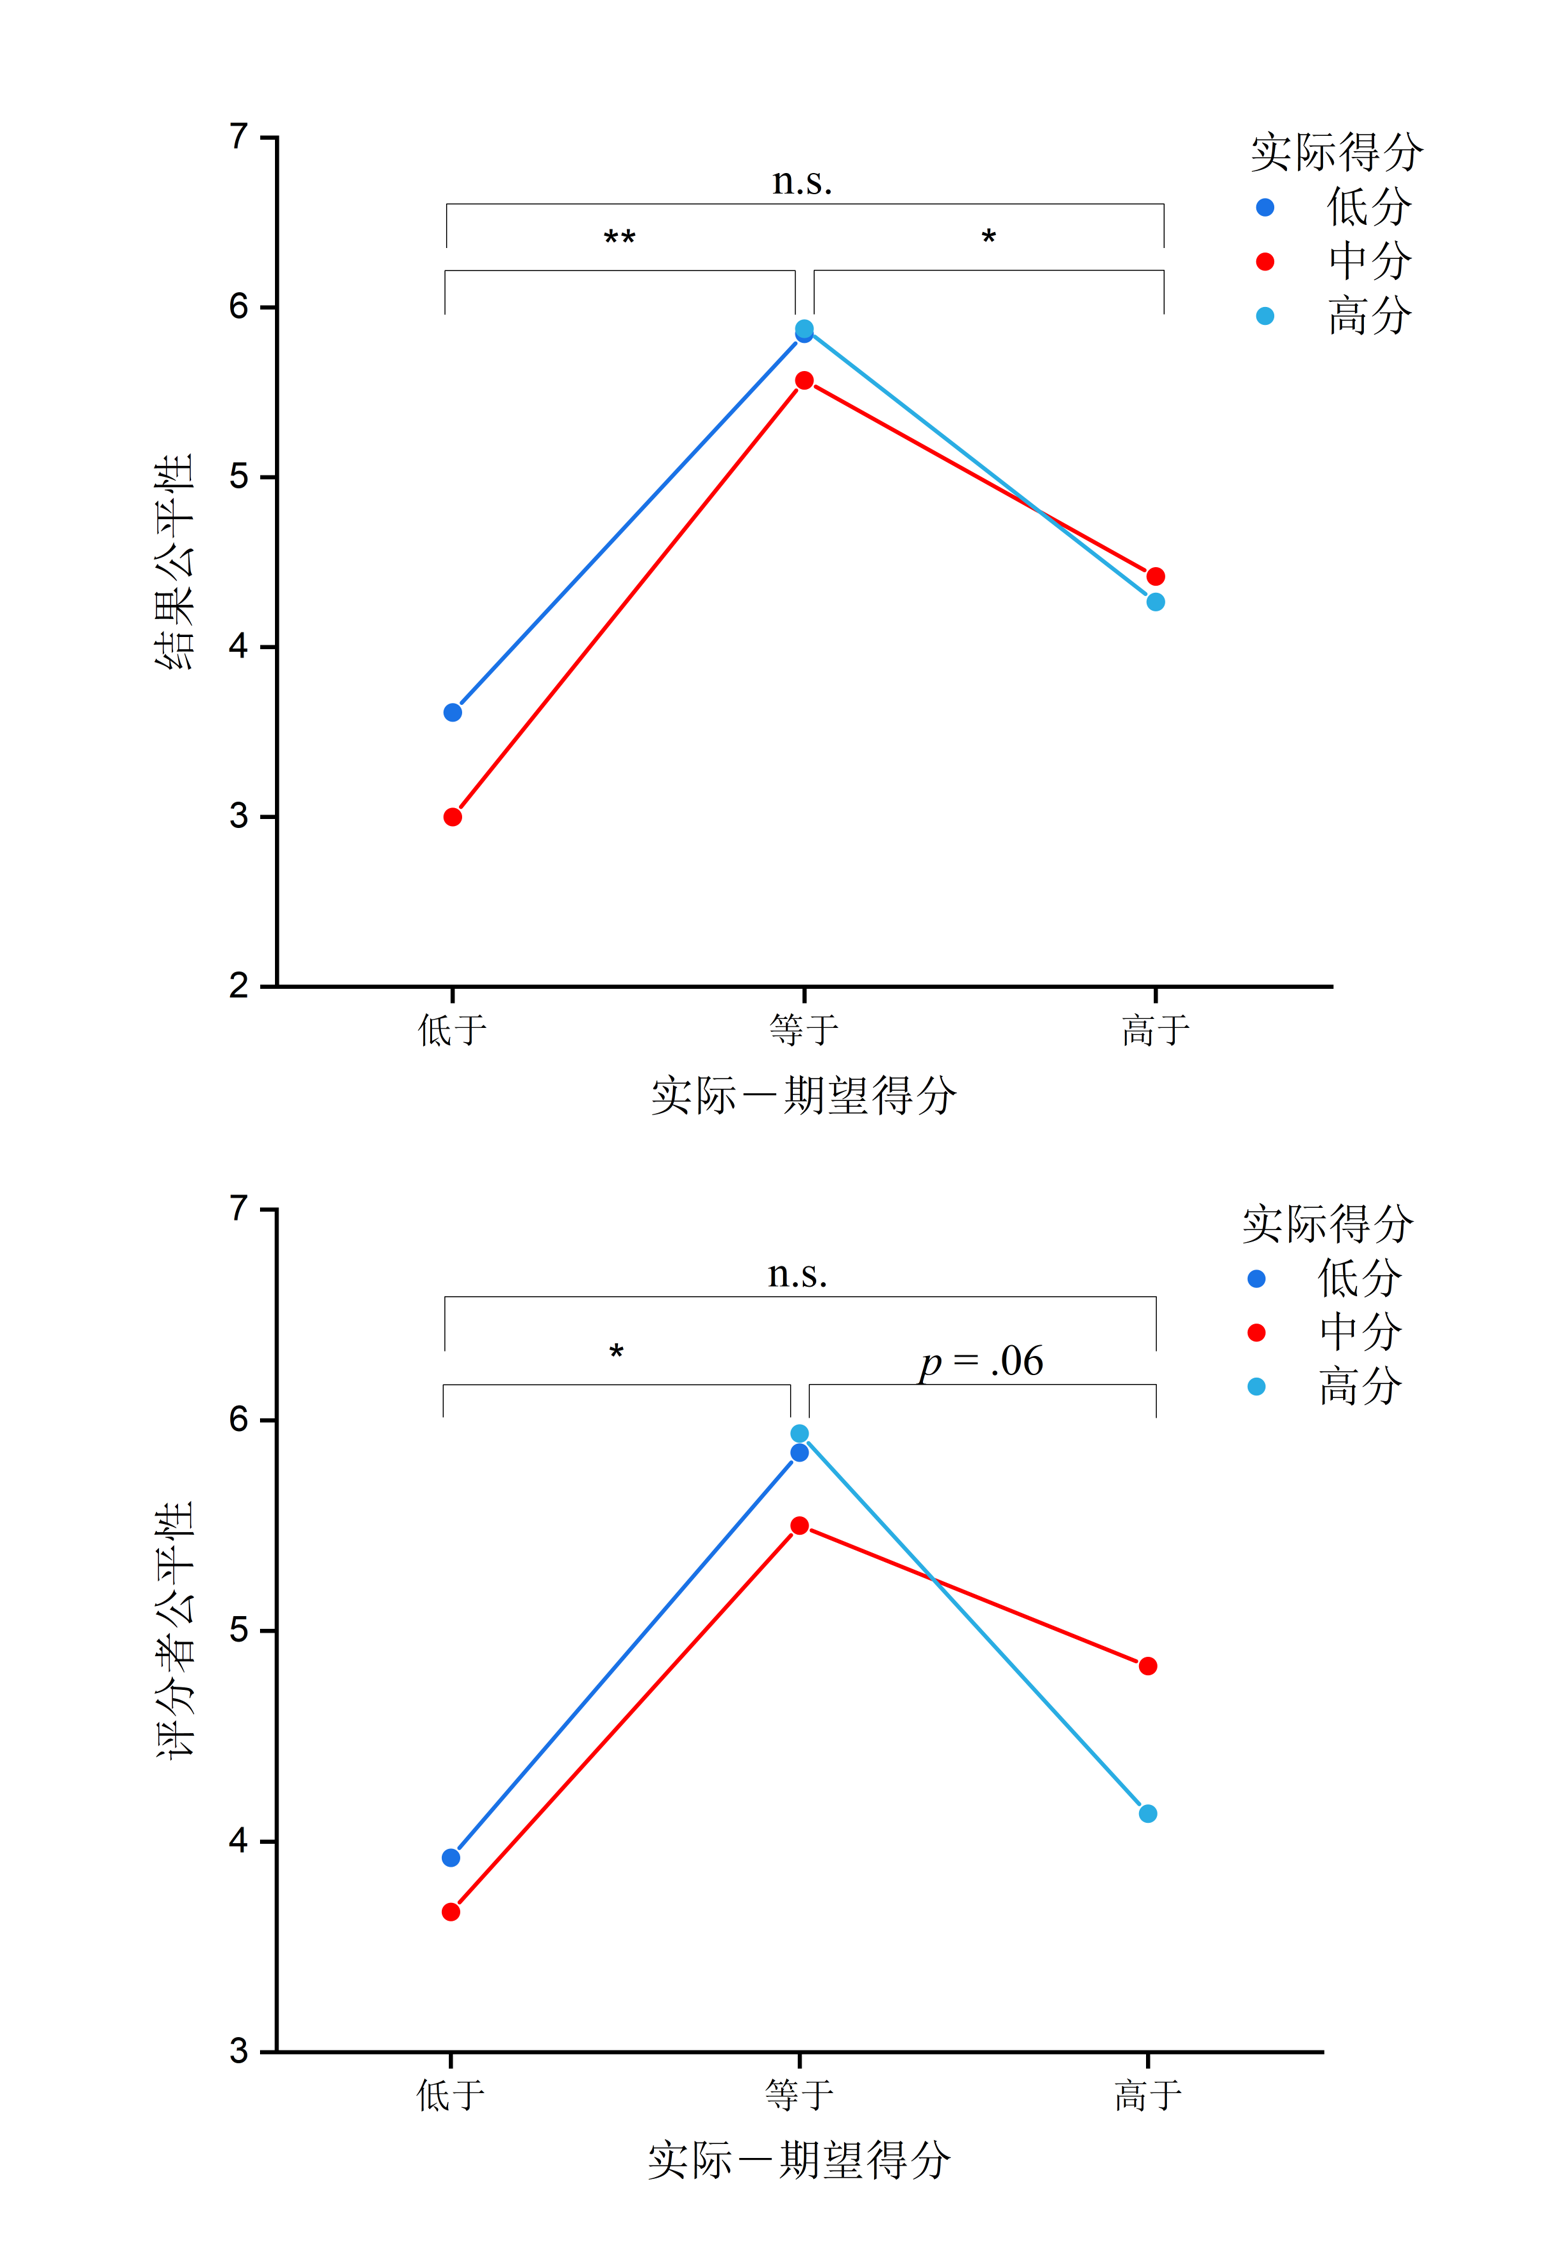 7
n.s.
**
*
6
5
4
3
2
结果公平性
低于
等于
高于
实际－期望得分
实际得分
低分
中分
高分
7
n.s.
*
p = .06
6
5
4
3
评分者公平性
低于
等于
高于
实际－期望得分
实际得分
低分
中分
高分